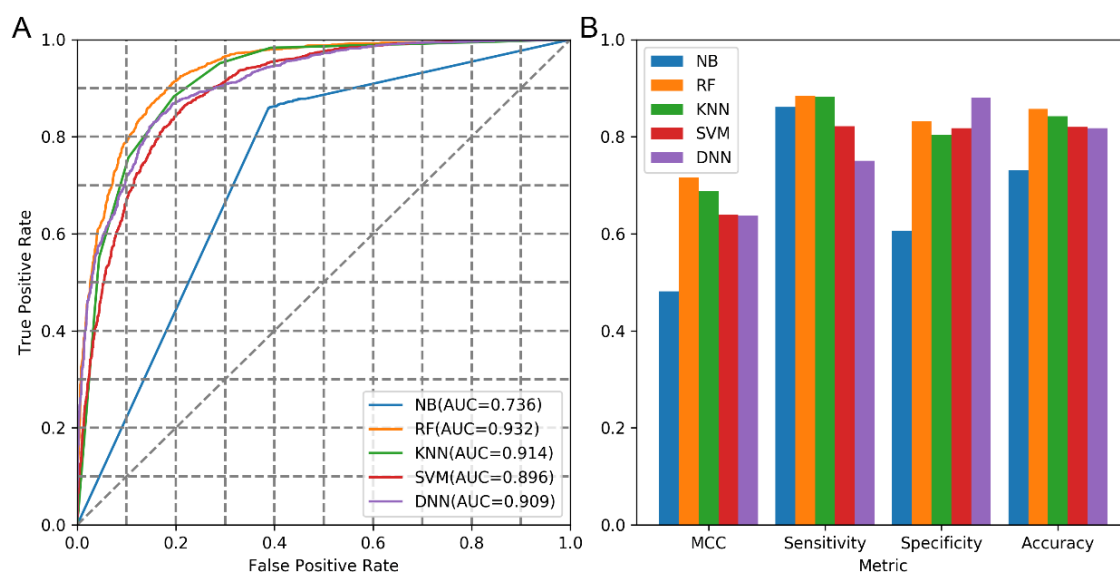 A
1.0
0.8
0.6
0.4
0.2
0.0
True Positive Rate
0.0 0.2 0.4 0.6 0.8 1.0
False Positive Rate
NB(AUC=0.736)
RF(AUC=0.932)
KNN(AUC=0.914)
SVM(AUC=0.896)
DNN(AUC=0.909)
B
1.0
0.8
0.6
0.4
0.2
0.0
NB
RF
KNN
SVM
DNN
MCC Sensitivity Specificity Accuracy
Metric